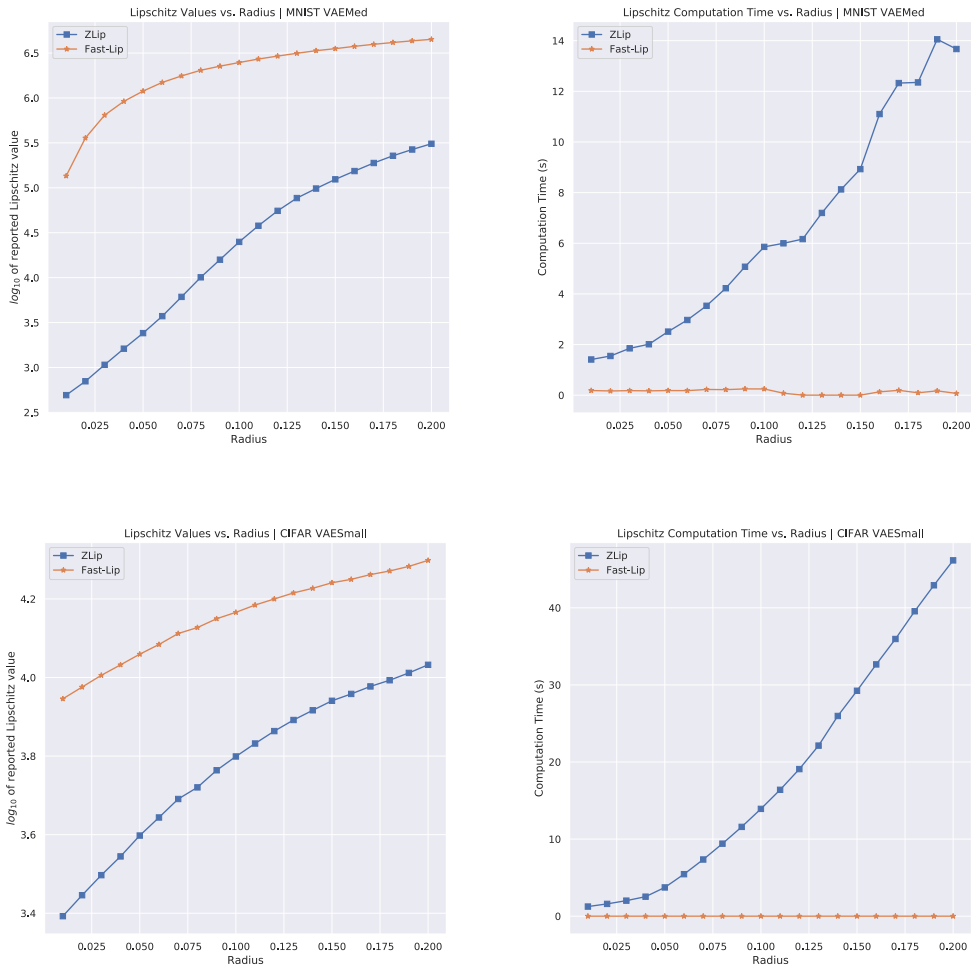 Lipschitz Values vs. Radius | MNIST VAEMed
ZLip
Fast-Lip
6.5
6.0
5.5
5.0
4.5
4.0
3.5
3.0
2.5
log10 of reported Lipschitz value
0.025 0.050 0.075 0.100 0.125 0.150 0.175 0.200
Radius
Lipschitz Computation Time vs. Radius | MNIST VAEMed
ZLip
Fast-Lip
14
12
10
8
6
4
2
0
Computation Time (s)
0.025 0.050 0.075 0.100 0.125 0.150 0.175 0.200
Radius
Lipschitz Values vs. Radius | CIFAR VAESmall
ZLip
Fast-Lip
4.2
4.0
3.8
3.6
3.4
log10 of reported Lipschitz value
0.025 0.050 0.075 0.100 0.125 0.150 0.175 0.200
Radius
Lipschitz Computation Time vs. Radius | CIFAR VAESmall
ZLip
Fast-Lip
40
30
20
10
0
Computation Time (s)
0.025 0.050 0.075 0.100 0.125 0.150 0.175 0.200
Radius